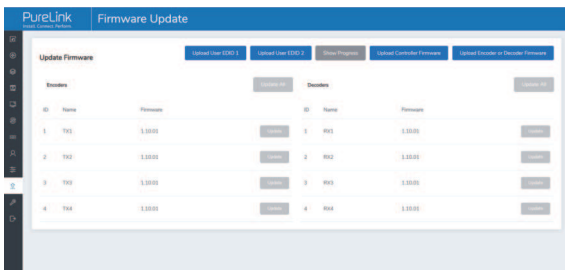 PureLink
Firmware Update
Update Firmware
Upload User EDID 1
Upload User EDID 2
Show Progress
Upload Controller Firmware
Upload Encoder or Decoder Firmware
Encoders
Update All
Decoders
Update All
ID Name Firmware
ID Name Firmware
1 TX1 1.10.01 Update
1 RX1 1.10.01 Update
2 TX2 1.10.01 Update
2 RX2 1.10.01 Update
3 TX3 1.10.01 Update
3 RX3 1.10.01 Update
4 TX4 1.10.01 Update
4 RX4 1.10.01 Update